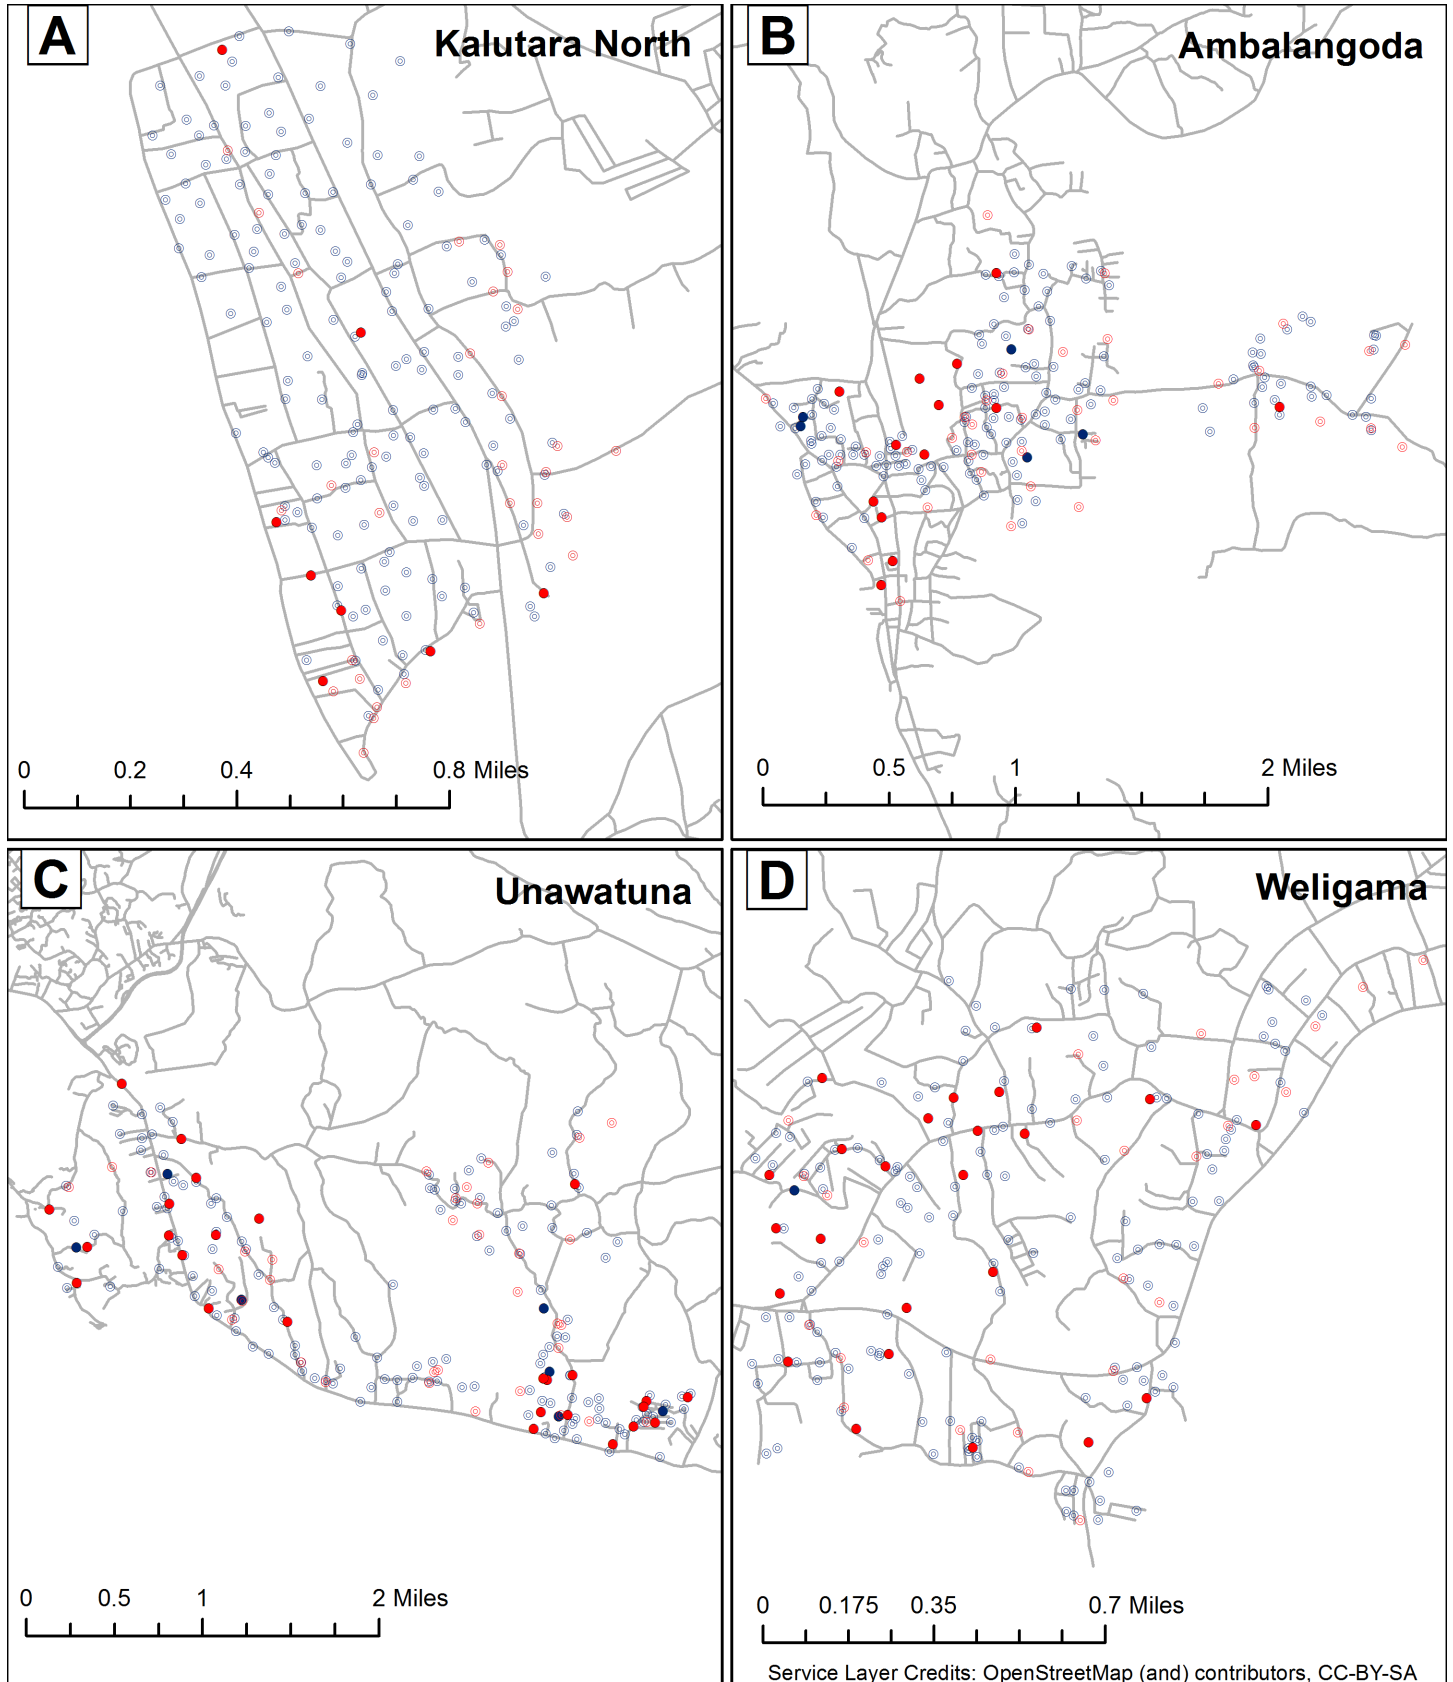 A
Kalutara North
0 0.2 0.4 0.8 Miles
B
Ambalangoda
0 0.5 1 2 Miles
C
Unawatuna
0 0.5 1 2 Miles
D
Weligama
0 0.175 0.35 0.7 Miles
Service Layer Credits: OpenStreetMap (and) contributors, CC-BY-SA